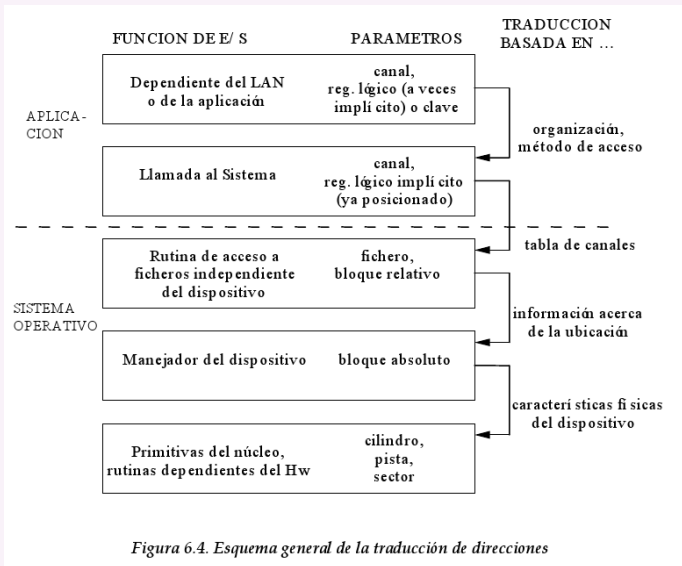 FUNCION DE E/ S PARAMETROS TRADUCCION
BASADA EN ...
APLICA-
CION
Dependiente del LAN
o de la aplicación
canal,
reg. lógico (a veces
implí cito) o clave
organización,
método de acceso
Llamada al Sistema
canal,
reg. lógico implí cito
(ya posicionado)
tabla de canales
SISTEMA
OPERATIVO
Rutina de acceso a
ficheros independiente
del dispositivo
fichero,
bloque relativo
información acerca
de la ubicación
Manejador del dispositivo
bloque absoluto
caracterí sticas fí sicas
del dispositivo
Primitivas del núcleo,
rutinas dependientes del Hw
cilindro,
pista,
sector
Figura 6.4. Esquema general de la traducción de direcciones